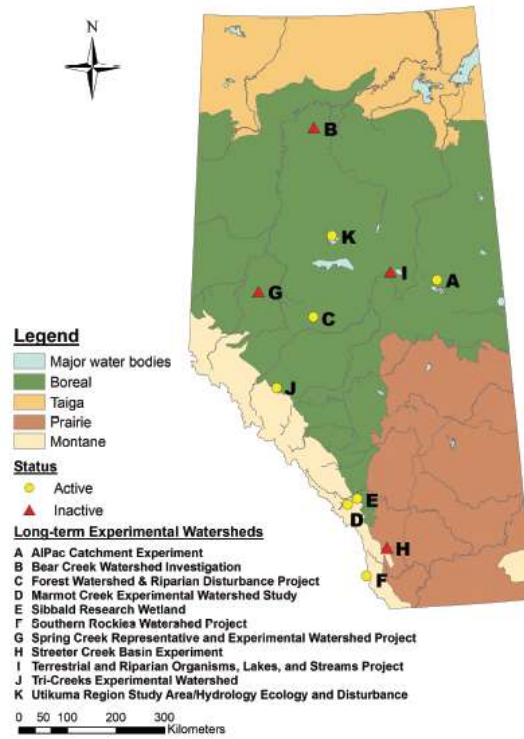 N
B
K
I
A
G
C
J
E
D
H
F
Legend
Major water bodies
Boreal
Taiga
Prairie
Montane
Status
Active
Inactive
Long-term Experimental Watersheds
A AlPac Catchment Experiment
B Bear Creek Watershed Investigation
C Forest Watershed & Riparian Disturbance Project
D Marmot Creek Experimental Watershed Study
E Sibbald Research Wetland
F Southern Rockies Watershed Project
G Spring Creek Representative and Experimental Watershed Project
H Streeter Creek Basin Experiment
I Terrestrial and Riparian Organisms, Lakes, and Streams Project
J Tri-Creeks Experimental Watershed
K Utikuma Region Study Area/Hydrology Ecology and Disturbance
0 50 100 200 300
Kilometers